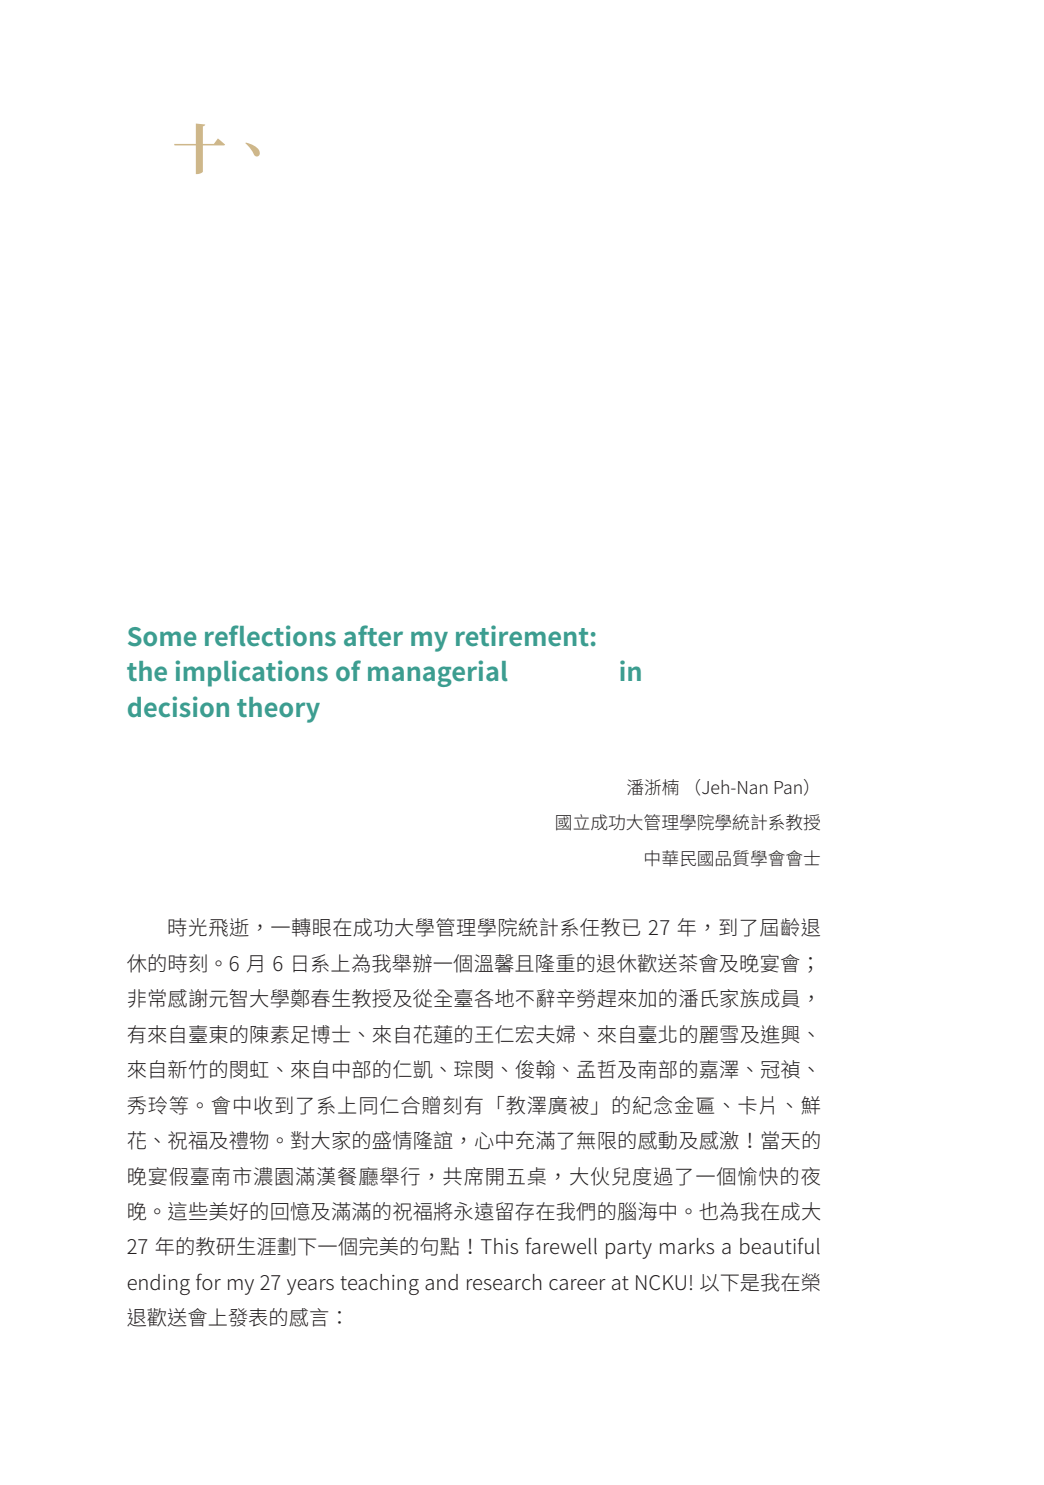 十、
Some reflections after my retirement:
the implications of managerial in
decision theory
潘浙楠 （Jeh-Nan Pan）
國立成功大管理學院學統計系教授
中華民國品質學會會士
時光飛逝，一轉眼在成功大學管理學院統計系任教已 27 年，到了屆齡退
休的時刻。6 月 6 日系上為我舉辦一個溫馨且隆重的退休歡送茶會及晚宴會；
非常感謝元智大學鄭春生教授及從全臺各地不辭辛勞趕來加的潘氏家族成員，
有來自臺東的陳素足博士、來自花蓮的王仁宏夫婦、來自臺北的麗雪及進興、
來自新竹的閔虹、來自中部的仁凱、琮閔、俊翰、孟哲及南部的嘉澤、冠禎、
秀玲等。會中收到了系上同仁合贈刻有「教澤廣被」的紀念金匾、卡片、鮮
花、祝福及禮物。對大家的盛情隆誼，心中充滿了無限的感動及感激！當天的
晚宴假臺南市濃園滿漢餐廳舉行，共席開五桌，大伙兒度過了一個愉快的夜
晚。這些美好的回憶及滿滿的祝福將永遠留存在我們的腦海中。也為我在成大
27 年的教研生涯劃下一個完美的句點！This farewell party marks a beautiful
ending for my 27 years teaching and research career at NCKU! 以下是我在榮
退歡送會上發表的感言：